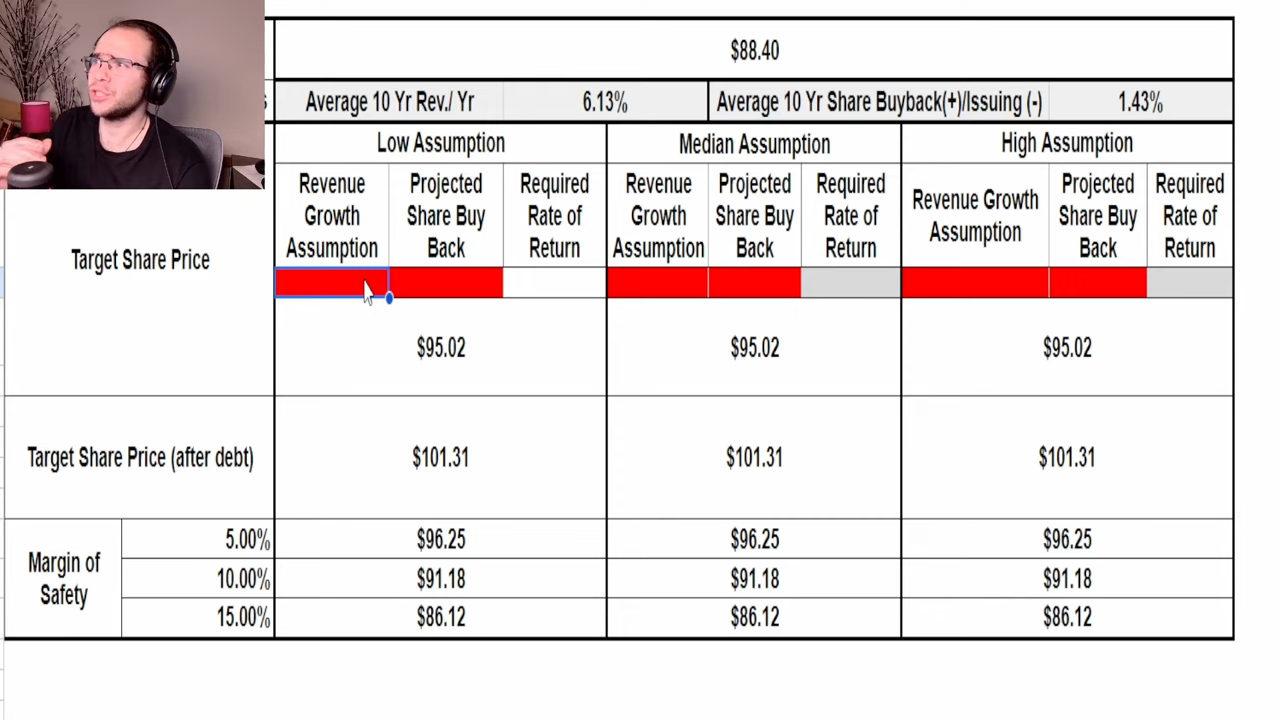 $88.40
Average 10 Yr Rev./ Yr 6.13% Average 10 Yr Share Buyback(+)/Issuing (-) 1.43%
Low Assumption Median Assumption High Assumption
Target Share Price
Revenue Growth Assumption
Projected Share Buy Back
Required Rate of Return
Revenue Growth Assumption
Projected Share Buy Back
Required Rate of Return
Revenue Growth Assumption
Projected Share Buy Back
Required Rate of Return
$95.02 $95.02 $95.02
Target Share Price (after debt) $101.31 $101.31 $101.31
Margin of Safety
5.00% $96.25 $96.25 $96.25
10.00% $91.18 $91.18 $91.18
15.00% $86.12 $86.12 $86.12